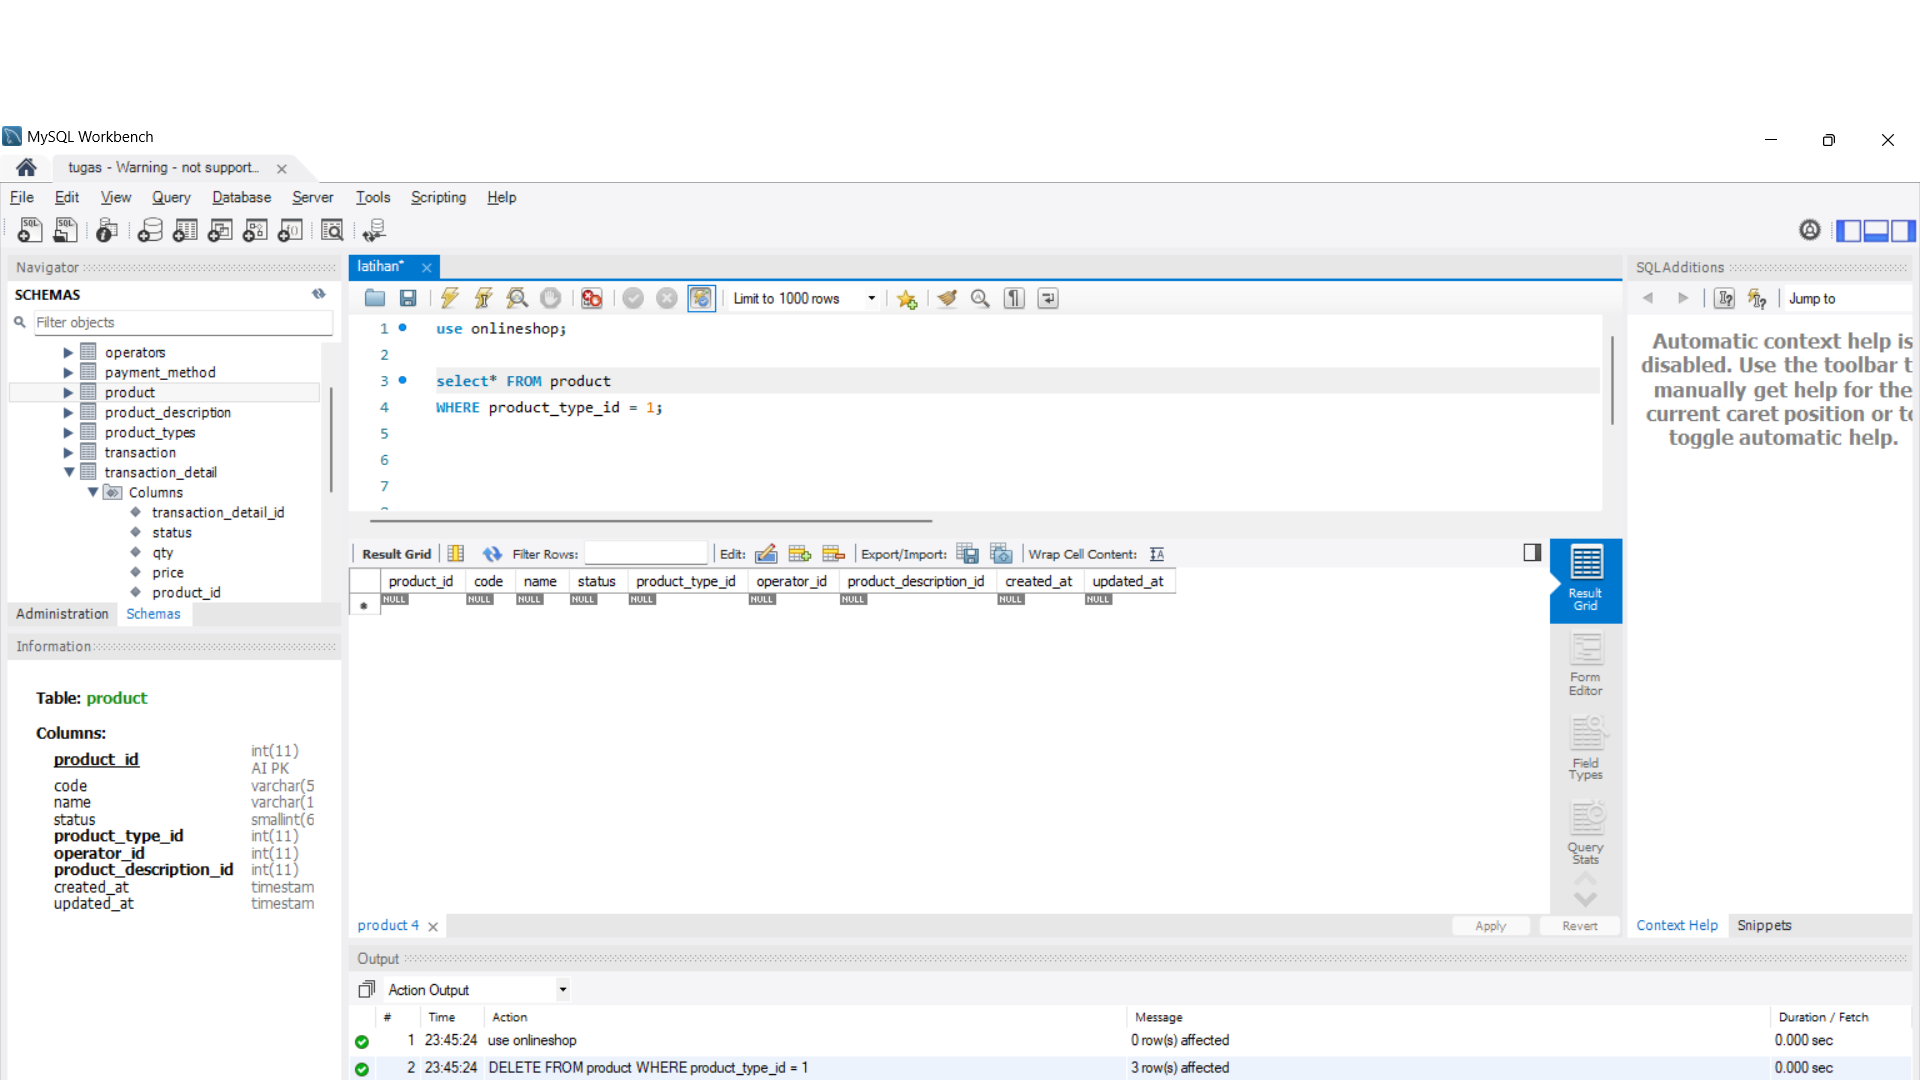 MySQL Workbench
tugas - Warning - not support...
File Edit View Query Database Server Tools Scripting Help
Navigator
SCHEMAS
Filter objects
operators
payment_method
product
product_description
product_types
transaction
transaction_detail
Columns
transaction_detail_id
status
qty
price
product_id
Administration Schemas
Information
Table: product
Columns:
product_id int(11) AI PK
code varchar(5
name varchar(1
status smallint(6
product_type_id int(11)
operator_id int(11)
product_description_id int(11)
created_at timestam
updated_at timestam
latihan*
Limit to 1000 rows
1 use onlineshop;
2
3 select* FROM product
4 WHERE product_type_id = 1;
5
6
7
Result Grid Filter Rows: Edit: Export/Import: Wrap Cell Content:
product_id code name status product_type_id operator_id product_description_id created_at updated_at
NULL NULL NULL NULL NULL NULL NULL NULL NULL
Result Grid
Form Editor
Field Types
Query Stats
product 4 Apply Revert
SQLAdditions
Jump to
Automatic context help is
disabled. Use the toolbar t
manually get help for the
current caret position or to
toggle automatic help.
Context Help Snippets
Output
Action Output
# Time Action Message Duration / Fetch
1 23:45:24 use onlineshop 0 row(s) affected 0.000 sec
2 23:45:24 DELETE FROM product WHERE product_type_id = 1 3 row(s) affected 0.000 sec